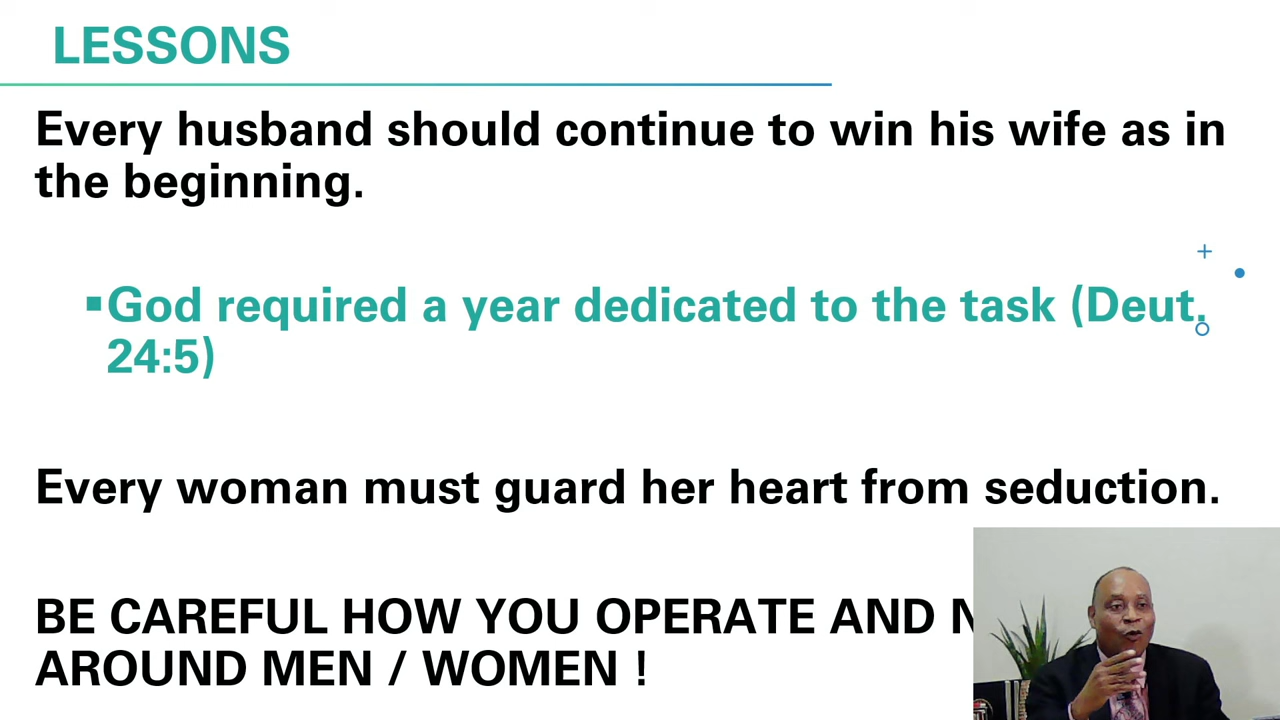 LESSONS
Every husband should continue to win his wife as in
the beginning.
▪God required a year dedicated to the task (Deut.
24:5)
Every woman must guard her heart from seduction.
BE CAREFUL HOW YOU OPERATE AND
AROUND MEN / WOMEN !